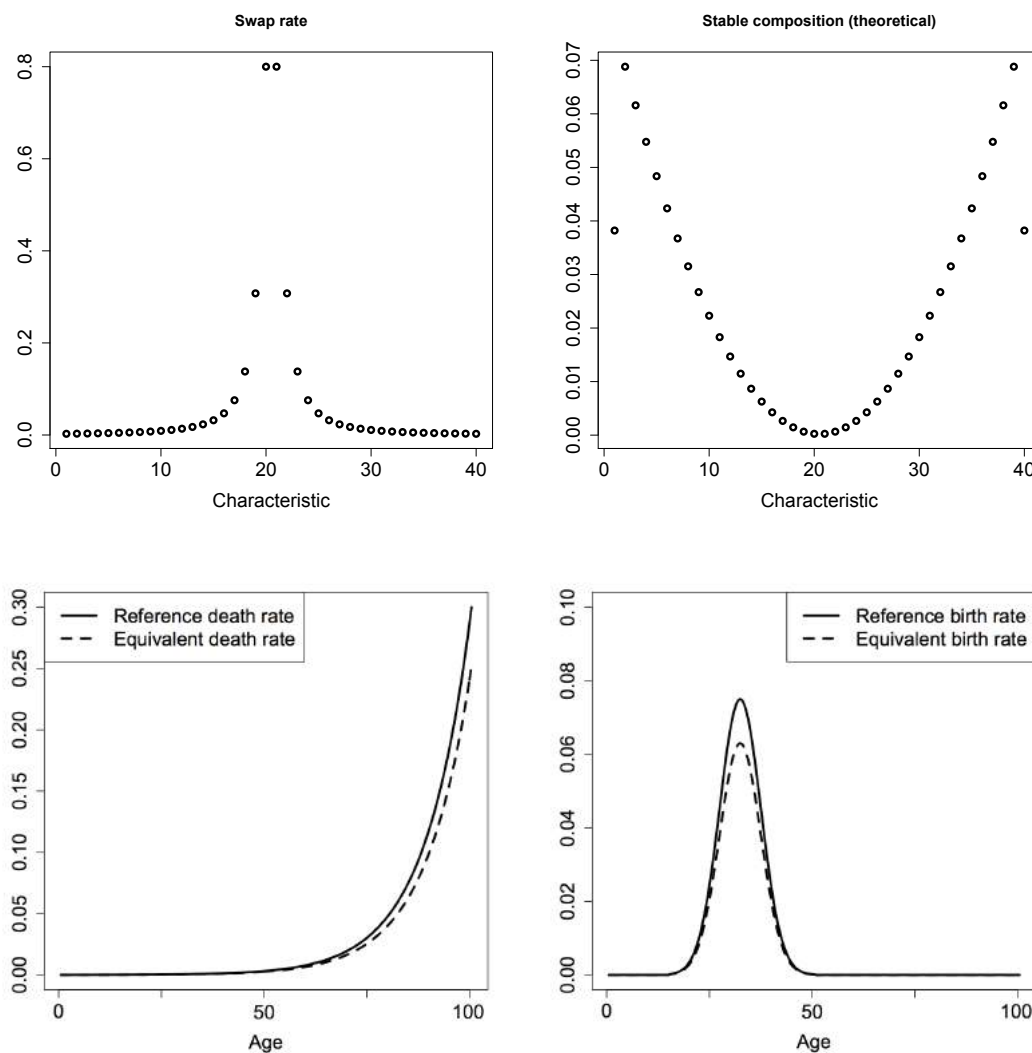 Swap rate
0.8
0.6
0.4
0.2
0.0
0 10 20 30 40
Characteristic
Stable composition (theoretical)
0.07
0.06
0.05
0.04
0.03
0.02
0.01
0.00
0 10 20 30 40
Characteristic
Reference death rate
Equivalent death rate
0.30
0.25
0.20
0.15
0.10
0.05
0.00
0 50 100
Age
Reference birth rate
Equivalent birth rate
0.10
0.08
0.06
0.04
0.02
0.00
0 50 100
Age